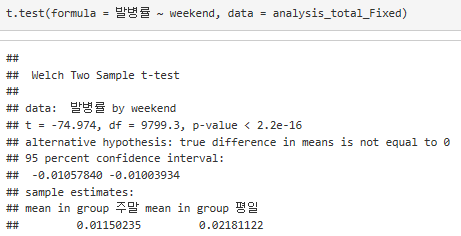 t.test(formula = 발병률 ~ weekend, data = analysis_total_Fixed)
##
##  Welch Two Sample t-test
##
## data:  발병률 by weekend
## t = -74.974, df = 9799.3, p-value < 2.2e-16
## alternative hypothesis: true difference in means is not equal to 0
## 95 percent confidence interval:
##  -0.01057840 -0.01003934
## sample estimates:
## mean in group 주말 mean in group 평일
##         0.01150235         0.02181122